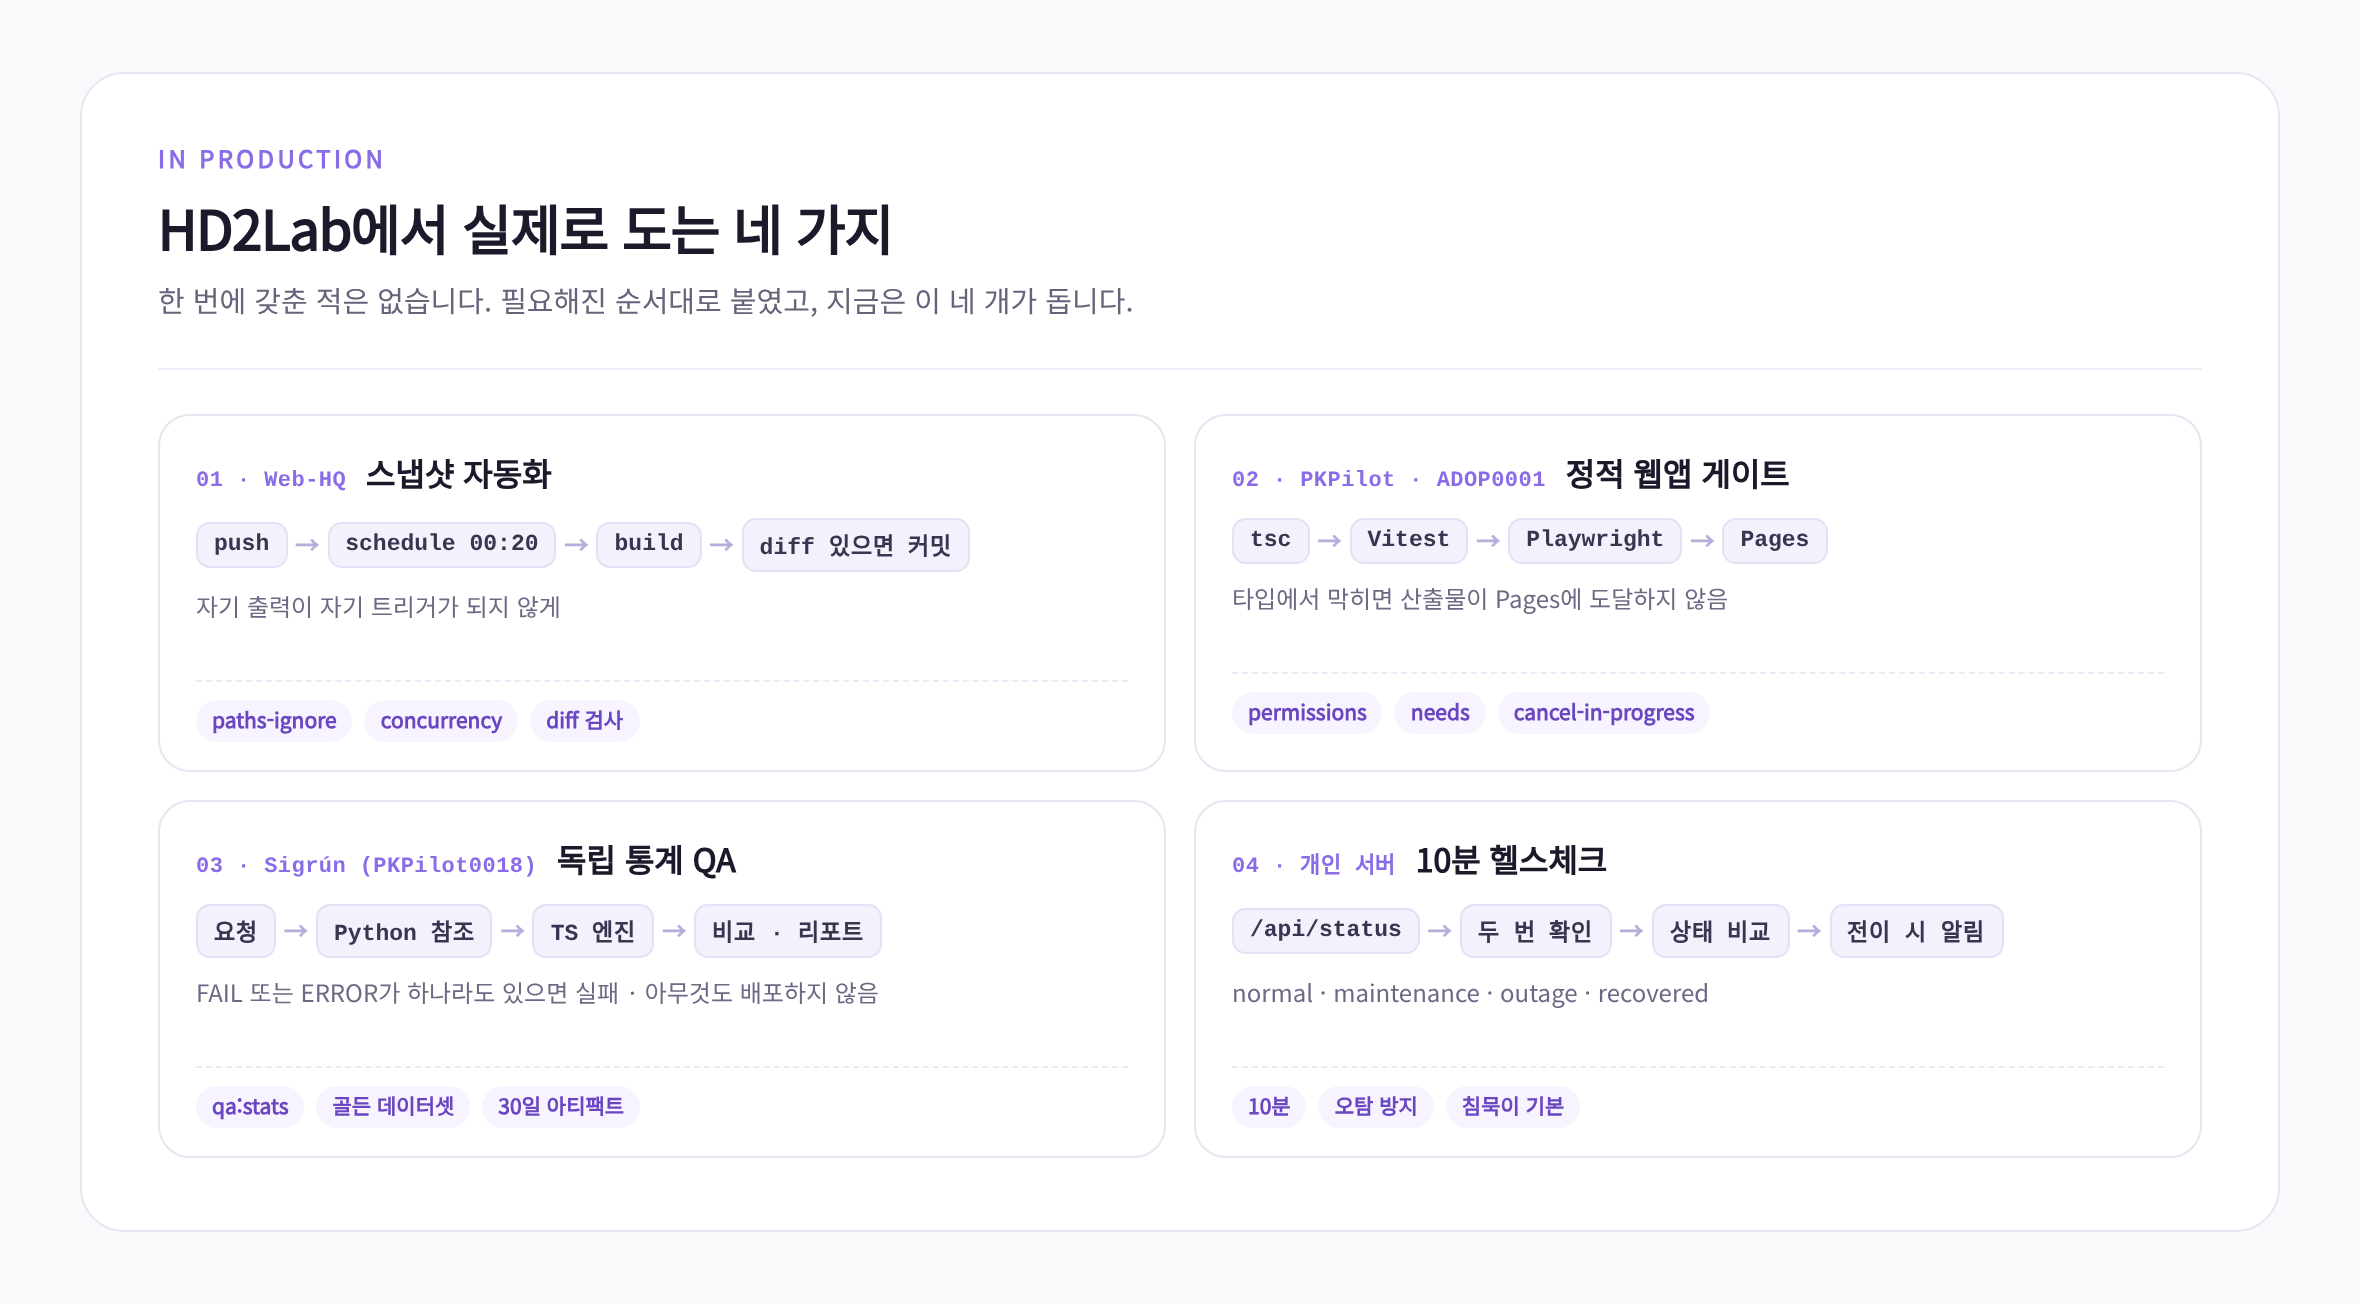 IN PRODUCTION
HD2Lab에서 실제로 도는 네 가지
한 번에 갖춘 적은 없습니다. 필요해진 순서대로 붙였고, 지금은 이 네 개가 돕니다.
01 · Web-HQ 스냅샷 자동화
push → schedule 00:20 → build → diff 있으면 커밋
자기 출력이 자기 트리거가 되지 않게
paths-ignore concurrency diff 검사
02 · PKPilot · ADOP0001 정적 웹앱 게이트
tsc → Vitest → Playwright → Pages
타입에서 막히면 산출물이 Pages에 도달하지 않음
permissions needs cancel-in-progress
03 · Sigrún (PKPilot0018) 독립 통계 QA
요청 → Python 참조 → TS 엔진 → 비교 · 리포트
FAIL 또는 ERROR가 하나라도 있으면 실패 · 아무것도 배포하지 않음
qa:stats 골든 데이터셋 30일 아티팩트
04 · 개인 서버 10분 헬스체크
/api/status → 두 번 확인 → 상태 비교 → 전이 시 알림
normal · maintenance · outage · recovered
10분 오탐 방지 침묵이 기본